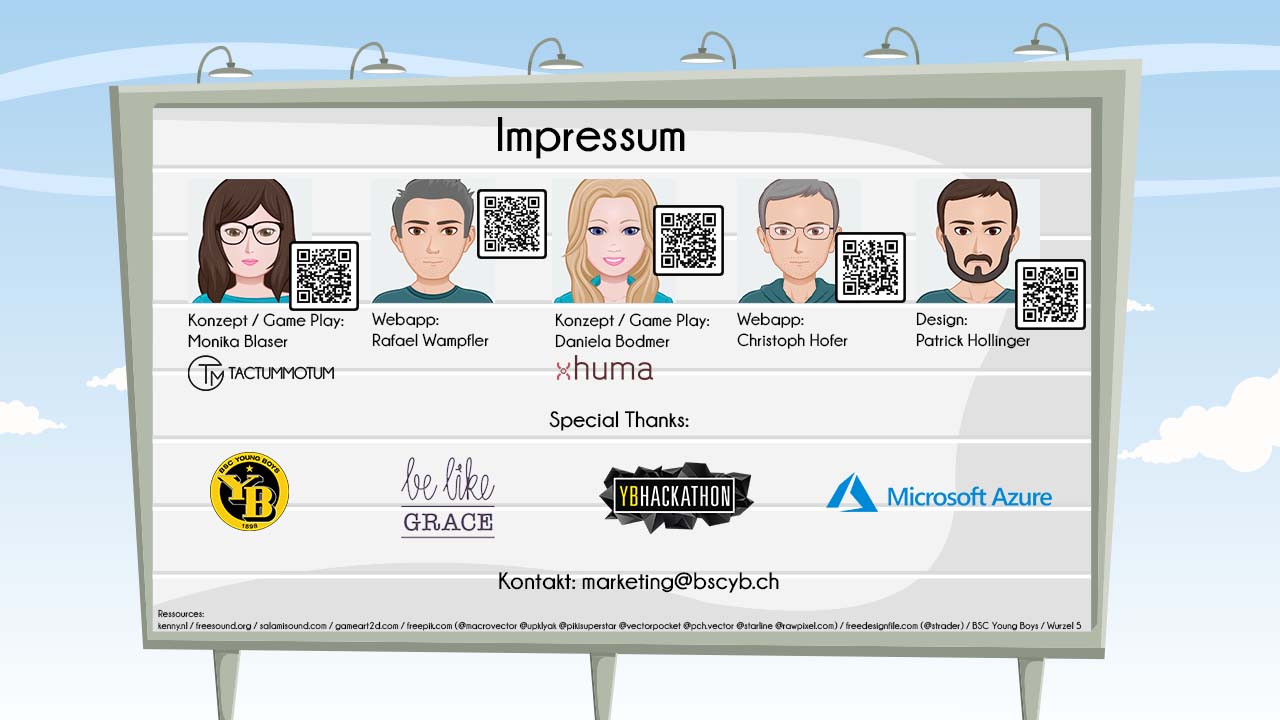 Impressum
Konzept / Game Play:
Monika Blaser
TM TACTUMMOTUM
Webapp:
Rafael Wampfler
Konzept / Game Play:
Daniela Bodmer
xhuma
Webapp:
Christoph Hofer
Design:
Patrick Hollinger
Special Thanks:
BSC YOUNG BOYS
YB
1898
be like
GRACE
YBHACKATHON
Microsoft Azure
Kontakt: marketing@bscyb.ch
Ressources:
kenny.nl / freesound.org / salamisound.com / gameart2d.com / freepik.com (@macrovector @upklyak @pikisuperstar @vectorpocket @pch.vector @starline @rawpixel.com) / freedesignfile.com (@strader) / BSC Young Boys / Wurzel 5